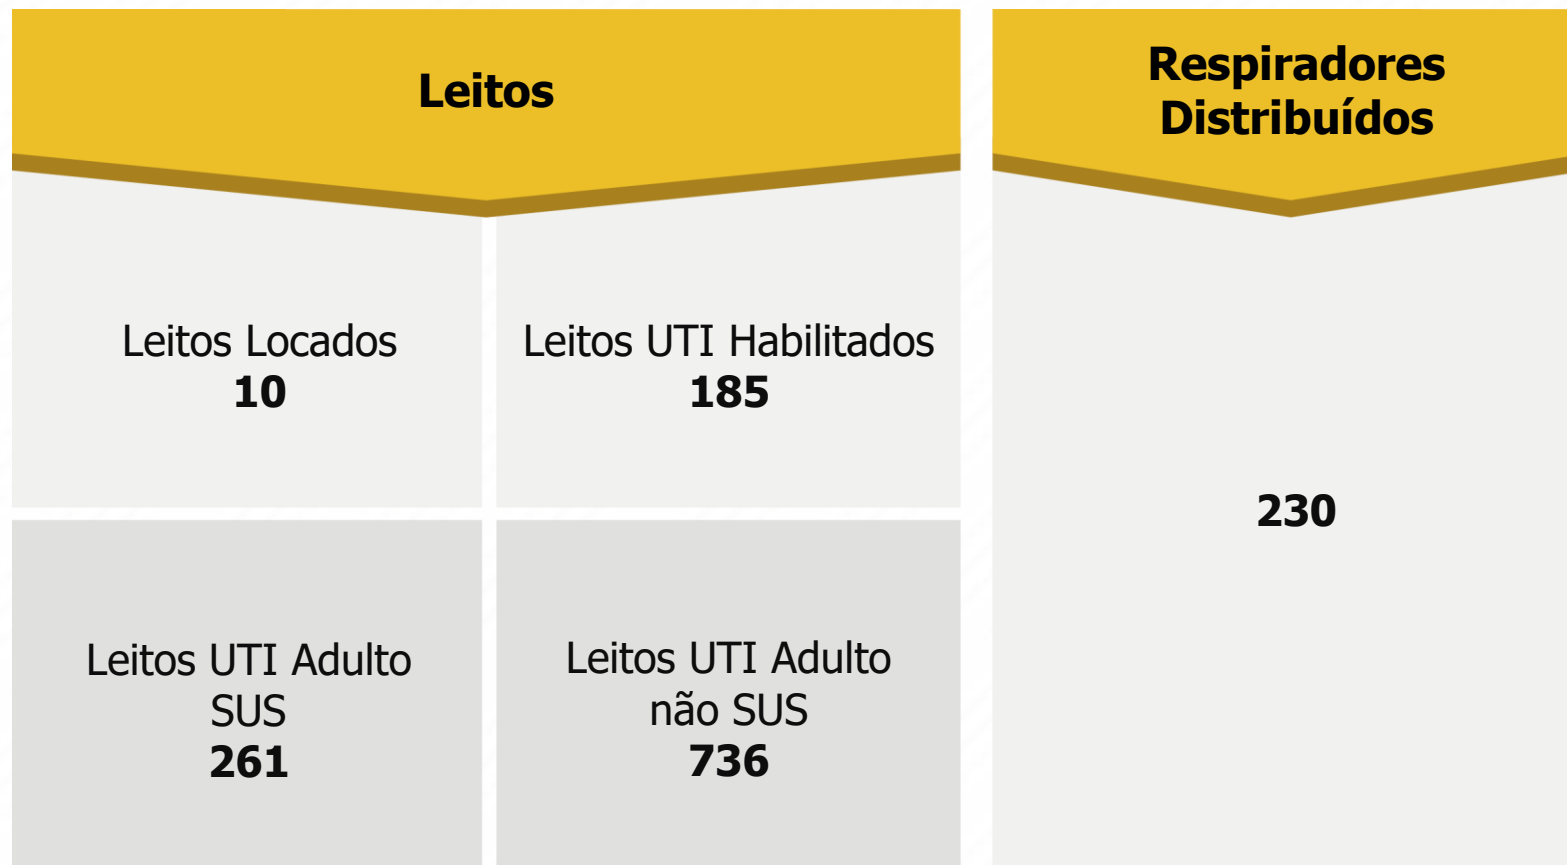 Leitos
Leitos Locados
10
Leitos UTI Habilitados
185
Leitos UTI Adulto
SUS
261
Leitos UTI Adulto
não SUS
736
Respiradores
Distribuídos
230